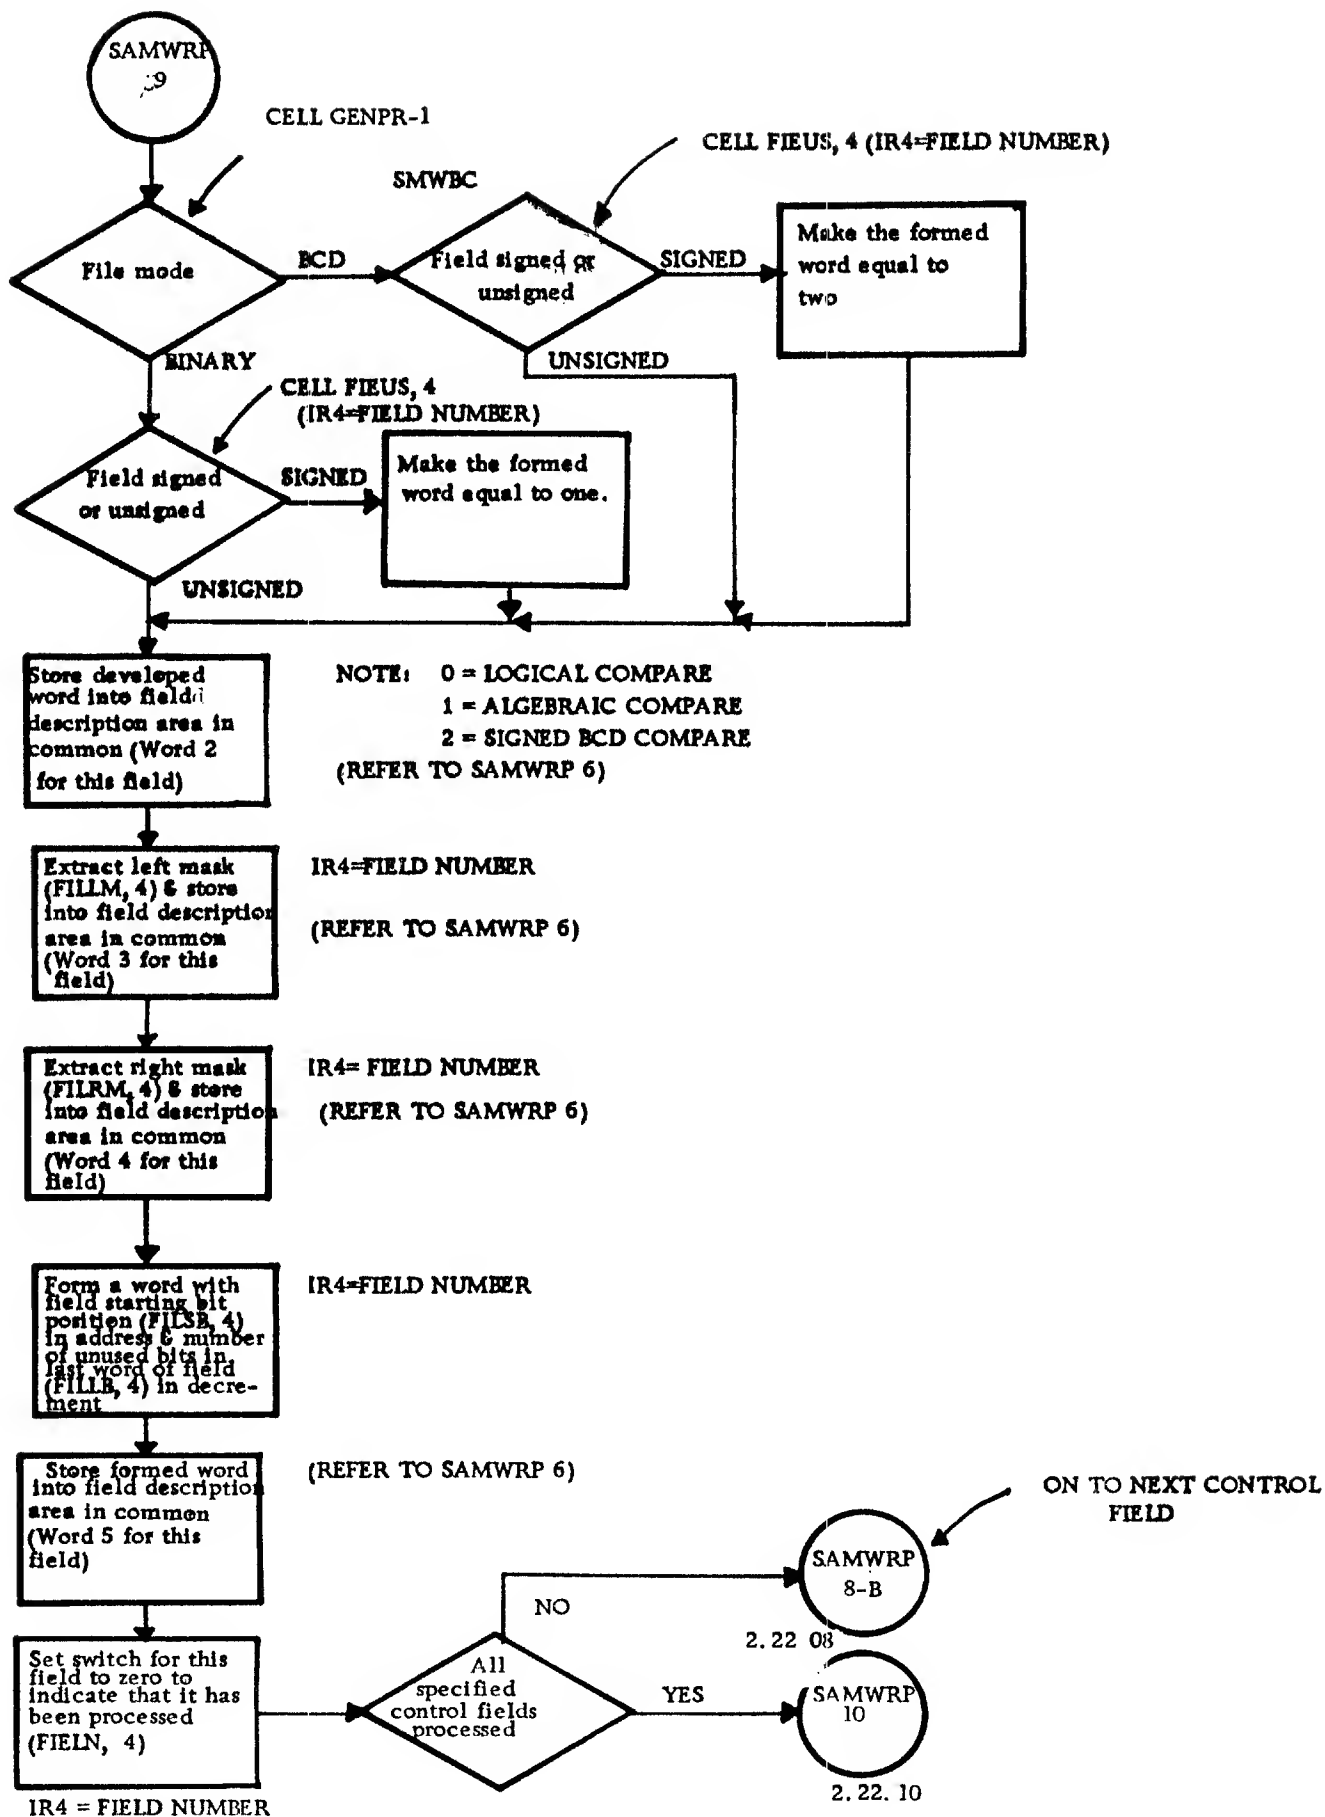 SAMWRP
9
CELL GENPR-1
CELL FIEUS, 4 (IR4=FIELD NUMBER)
SMWBC
File mode
BCD
Field signed or
unsigned
SIGNED
Make the formed
word equal to
two
BINARY
UNSIGNED
CELL FIEUS, 4
(IR4=FIELD NUMBER)
Field signed
or unsigned
SIGNED
Make the formed
word equal to one.
UNSIGNED
Store developed
word into field
description area in
common (Word 2
for this field)
NOTE: 0 = LOGICAL COMPARE
1 = ALGEBRAIC COMPARE
2 = SIGNED BCD COMPARE
(REFER TO SAMWRP 6)
Extract left mask
(FILLM, 4) & store
into field description
area in common
(Word 3 for this
field)
IR4=FIELD NUMBER
(REFER TO SAMWRP 6)
Extract right mask
(FILRM, 4) & store
into field description
area in common
(Word 4 for this
field)
IR4= FIELD NUMBER
(REFER TO SAMWRP 6)
Form a word with
field starting bit
position (FILSB, 4)
in address & number
of unused bits in
last word of field
(FILLB, 4) in decre-
ment
IR4=FIELD NUMBER
Store formed word
into field description
area in common
(Word 5 for this
field)
(REFER TO SAMWRP 6)
ON TO NEXT CONTROL
FIELD
SAMWRP
8-B
NO
2.22 08
Set switch for this
field to zero to
indicate that it has
been processed
(FIELN, 4)
All
specified
control fields
processed
YES
SAMWRP
10
2.22.10
IR4 = FIELD NUMBER